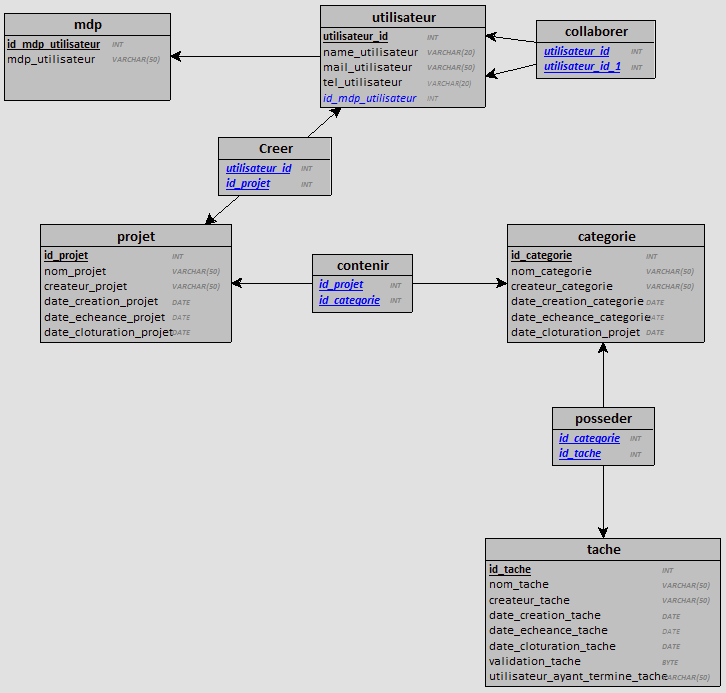 mdp
id_mdp_utilisateur INT
mdp_utilisateur VARCHAR(50)
utilisateur
utilisateur_id INT
name_utilisateur VARCHAR(20)
mail_utilisateur VARCHAR(50)
tel_utilisateur VARCHAR(20)
id_mdp_utilisateur INT
collaborer
utilisateur_id INT
utilisateur_id_1 INT
Creer
utilisateur_id INT
id_projet INT
projet
id_projet INT
nom_projet VARCHAR(50)
createur_projet VARCHAR(50)
date_creation_projet DATE
date_echeance_projet DATE
date_cloturation_projet DATE
contenir
id_projet INT
id_categorie INT
categorie
id_categorie INT
nom_categorie VARCHAR(50)
createur_categorie VARCHAR(50)
date_creation_categorie DATE
date_echeance_categorie DATE
date_cloturation_projet DATE
posseder
id_categorie INT
id_tache INT
tache
id_tache INT
nom_tache VARCHAR(50)
createur_tache VARCHAR(50)
date_creation_tache DATE
date_echeance_tache DATE
date_cloturation_tache DATE
validation_tache BYTE
utilisateur_ayant_termine_tache VARCHAR(50)